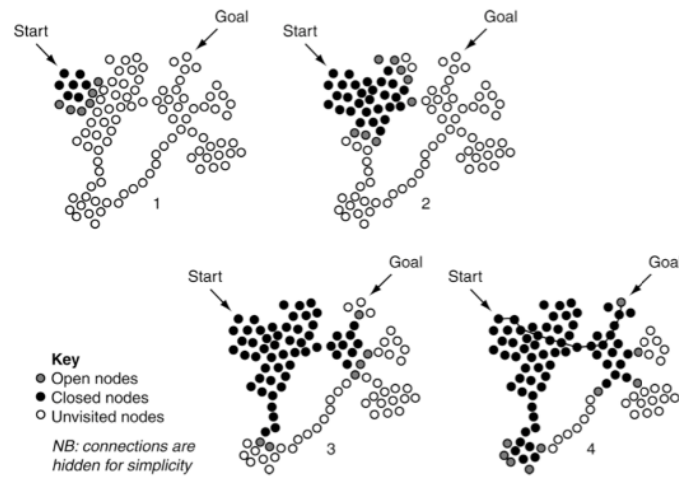 Start
Goal
Start
Goal
1
2
Start
Goal
Start
Goal
Key
Open nodes
Closed nodes
Unvisited nodes
NB: connections are
hidden for simplicity
3
4